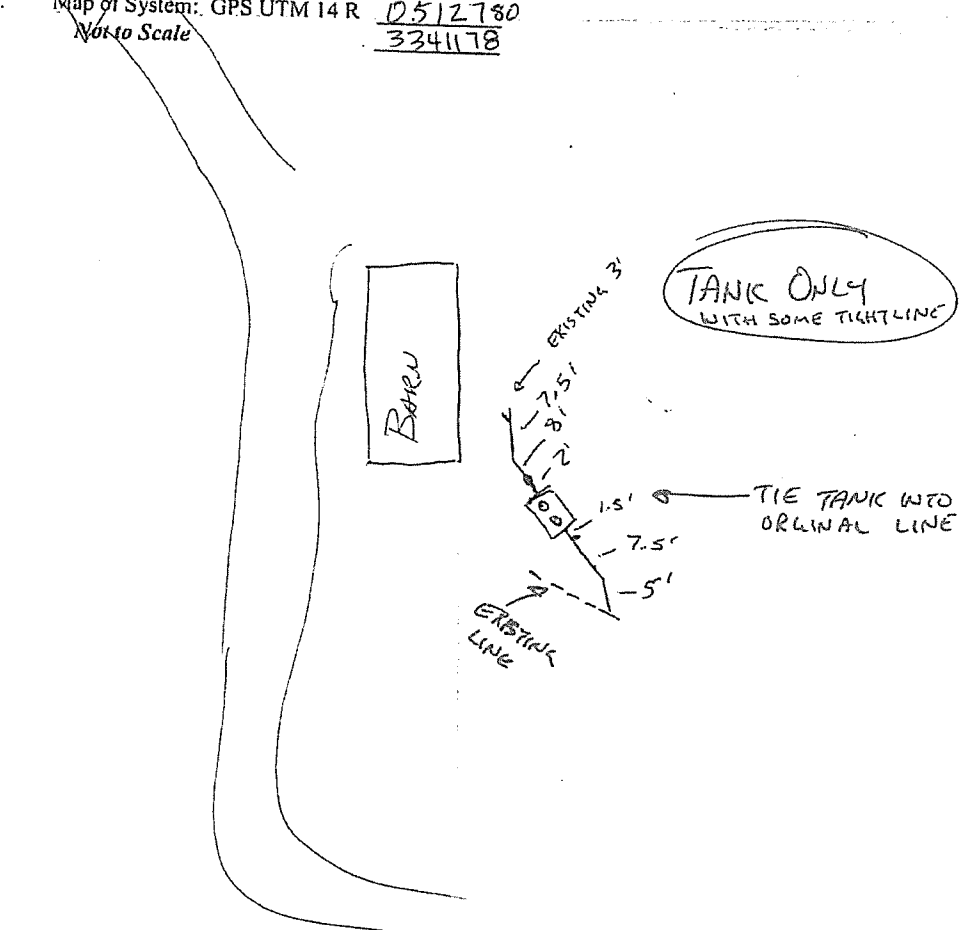 Map of System: GPS UTM 14 R 0512780
Not to Scale 3341178
TANK ONLY
WITH SOME TIGHTLINE
EXISTING 3'
7.5'
8'
2'
BARN
1.5'
TIE TANK INTO
ORGINAL LINE
7.5'
5'
EXISTING
LINE